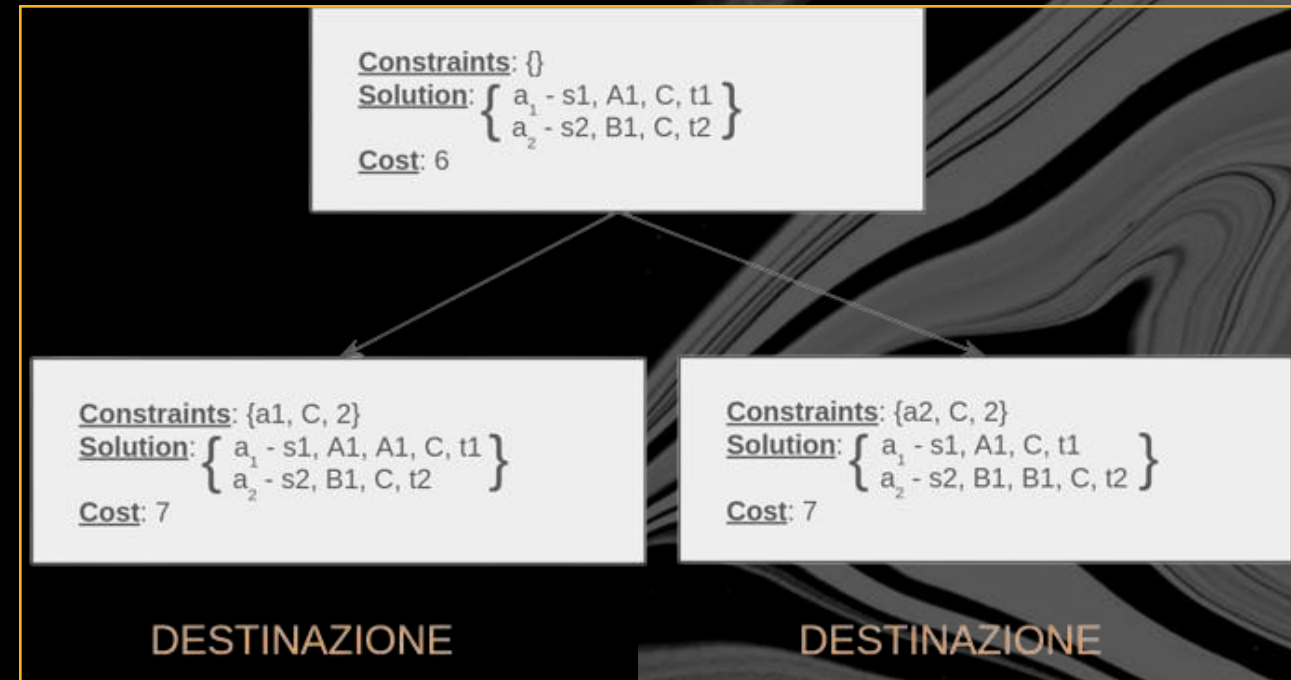 Constraints: {}
Solution: { a1 - s1, A1, C, t1 }
a2 - s2, B1, C, t2
Cost: 6
Constraints: {a1, C, 2}
Solution: { a1 - s1, A1, A1, C, t1 }
a2 - s2, B1, C, t2
Cost: 7
DESTINAZIONE
Constraints: {a2, C, 2}
Solution: { a1 - s1, A1, C, t1 }
a2 - s2, B1, B1, C, t2
Cost: 7
DESTINAZIONE